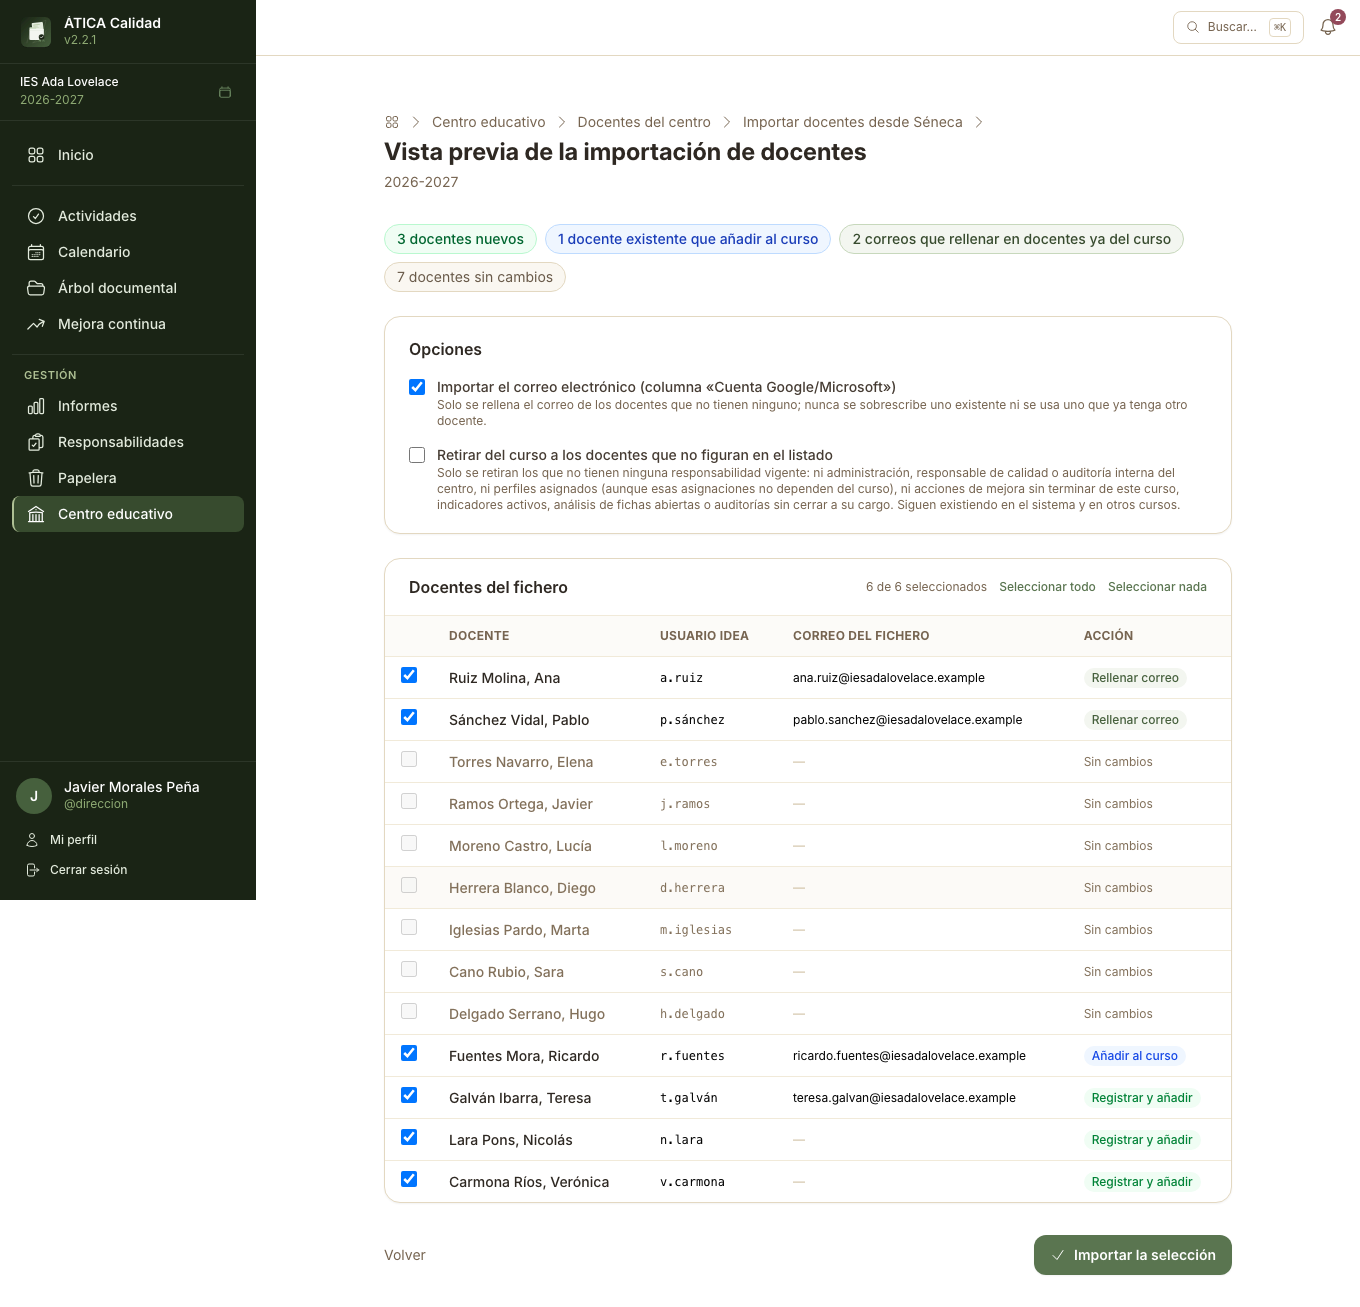 ÁTICA Calidad
v2.2.1
IES Ada Lovelace
2026-2027
Inicio
Actividades
Calendario
Árbol documental
Mejora continua
GESTIÓN
Informes
Responsabilidades
Papelera
Centro educativo
J
Javier Morales Peña
@direccion
Mi perfil
Cerrar sesión
Buscar... ⌘K
2
Centro educativo > Docentes del centro > Importar docentes desde Séneca >
Vista previa de la importación de docentes
2026-2027
3 docentes nuevos
1 docente existente que añadir al curso
2 correos que rellenar en docentes ya del curso
7 docentes sin cambios
Opciones
Importar el correo electrónico (columna «Cuenta Google/Microsoft»)
Solo se rellena el correo de los docentes que no tienen ninguno; nunca se sobrescribe uno existente ni se usa uno que ya tenga otro
docente.
Retirar del curso a los docentes que no figuran en el listado
Solo se retiran los que no tienen ninguna responsabilidad vigente: ni administración, responsable de calidad o auditoría interna del
centro, ni perfiles asignados (aunque esas asignaciones no dependen del curso), ni acciones de mejora sin terminar de este curso,
indicadores activos, análisis de fichas abiertas o auditorías sin cerrar a su cargo. Siguen existiendo en el sistema y en otros cursos.
Docentes del fichero
6 de 6 seleccionados Seleccionar todo Seleccionar nada
DOCENTE USUARIO IDEA CORREO DEL FICHERO ACCIÓN
Ruiz Molina, Ana a.ruiz ana.ruiz@iesadalovelace.example Rellenar correo
Sánchez Vidal, Pablo p.sánchez pablo.sanchez@iesadalovelace.example Rellenar correo
Torres Navarro, Elena e.torres — Sin cambios
Ramos Ortega, Javier j.ramos — Sin cambios
Moreno Castro, Lucía l.moreno — Sin cambios
Herrera Blanco, Diego d.herrera — Sin cambios
Iglesias Pardo, Marta m.iglesias — Sin cambios
Cano Rubio, Sara s.cano — Sin cambios
Delgado Serrano, Hugo h.delgado — Sin cambios
Fuentes Mora, Ricardo r.fuentes ricardo.fuentes@iesadalovelace.example Añadir al curso
Galván Ibarra, Teresa t.galván teresa.galvan@iesadalovelace.example Registrar y añadir
Lara Pons, Nicolás n.lara — Registrar y añadir
Carmona Ríos, Verónica v.carmona — Registrar y añadir
Volver
Importar la selección